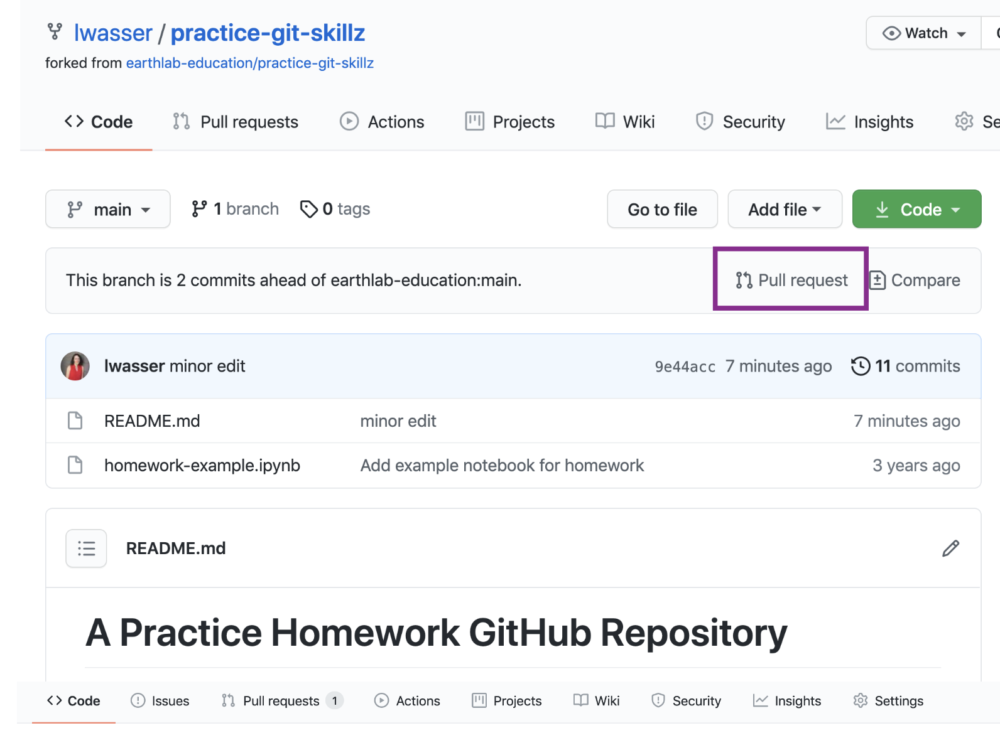 lwasser / practice-git-skillz
Watch
forked from earthlab-education/practice-git-skillz
Code Pull requests Actions Projects Wiki Security Insights Se
main 1 branch 0 tags Go to file Add file Code
This branch is 2 commits ahead of earthlab-education:main. Pull request Compare
lwasser minor edit 9e44acc 7 minutes ago 11 commits
README.md minor edit 7 minutes ago
homework-example.ipynb Add example notebook for homework 3 years ago
README.md
A Practice Homework GitHub Repository
Code Issues Pull requests 1 Actions Projects Wiki Security Insights Settings